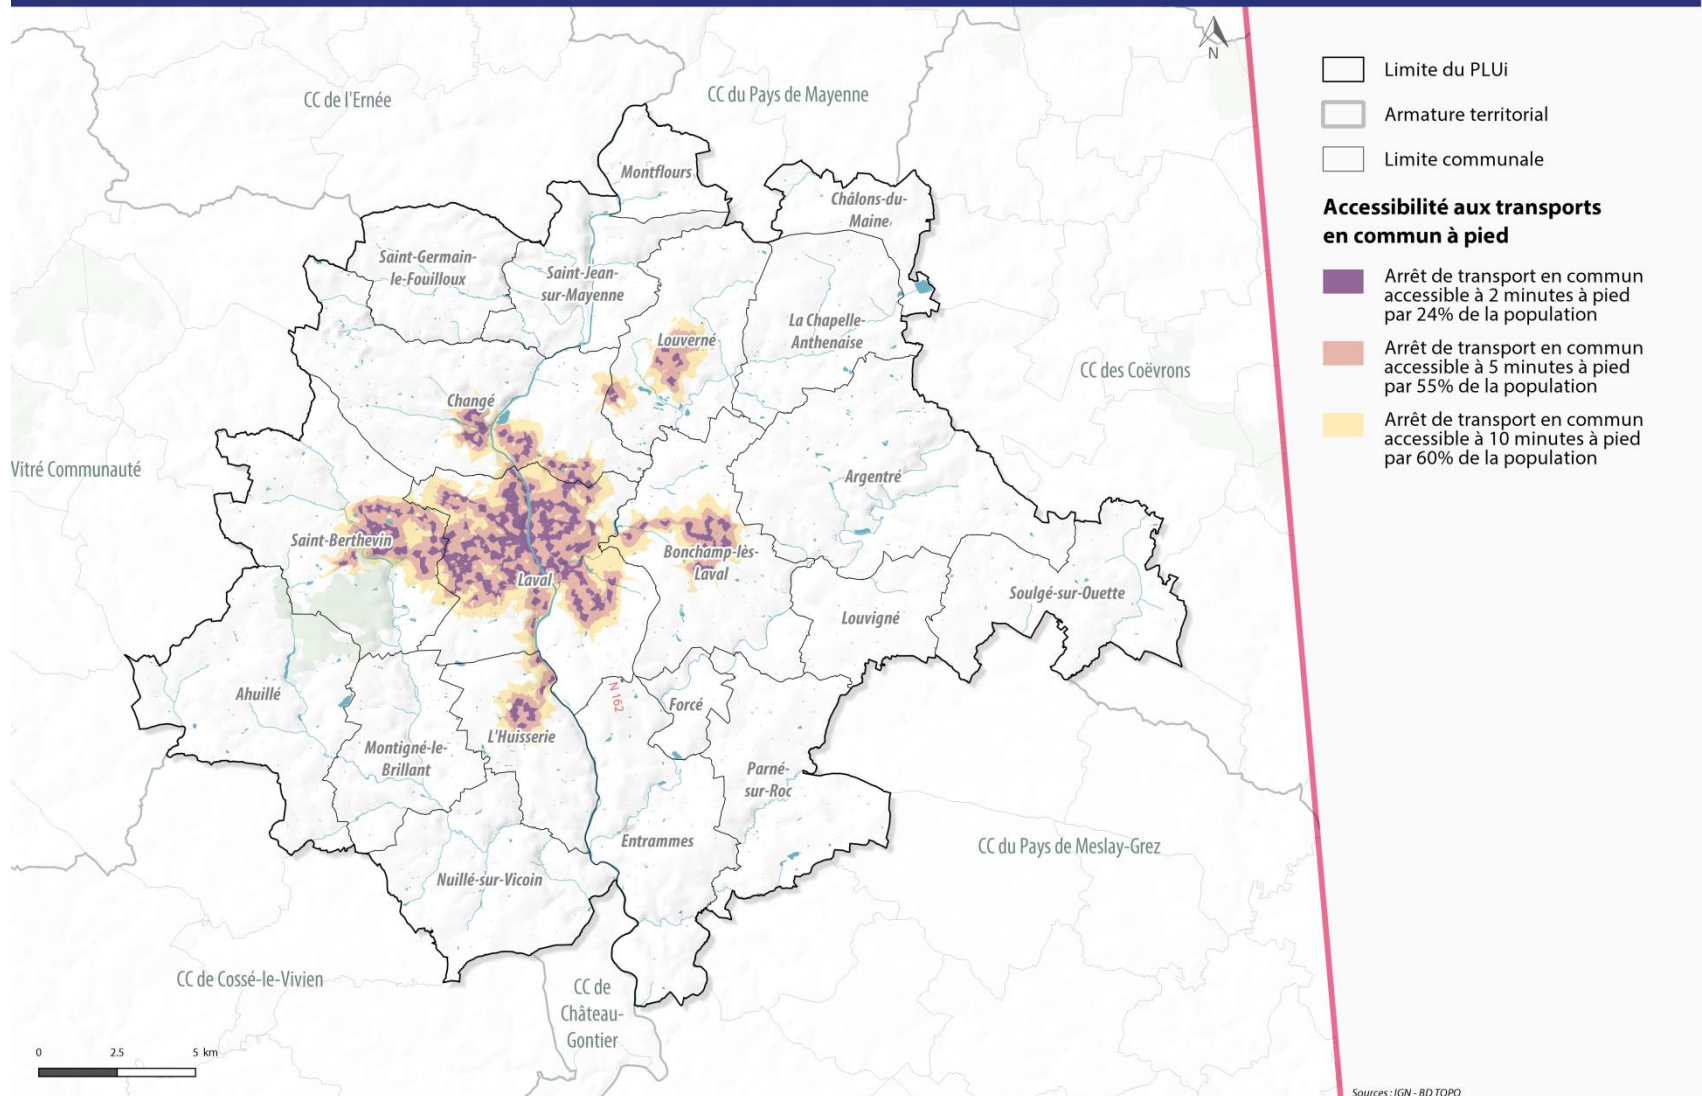 N
CC de l'Ernée
CC du Pays de Mayenne
Montflours
Châlons-du-
Maine
Saint-Germain-
le-Fouilloux
Saint-Jean-
sur-Mayenne
Louverné
La Chapelle-
Anthenaise
CC des Coëvrons
Changé
Vitré Communauté
Argentré
Saint-Berthevin
Bonchamp-lès-
Laval
Laval
Soulgé-sur-Ouette
Louvigné
Ahuillé
N 162
Forcé
L'Huisserie
Montigné-le-
Brillant
Parné-
sur-Roc
Entrammes
CC du Pays de Meslay-Grez
Nuillé-sur-Vicoin
CC de Cossé-le-Vivien
CC de
Château-
Gontier
0 2.5 5 km
Limite du PLUi
Armature territorial
Limite communale
Accessibilité aux transports
en commun à pied
Arrêt de transport en commun
accessible à 2 minutes à pied
par 24% de la population
Arrêt de transport en commun
accessible à 5 minutes à pied
par 55% de la population
Arrêt de transport en commun
accessible à 10 minutes à pied
par 60% de la population
Sources : IGN - BD TOPO